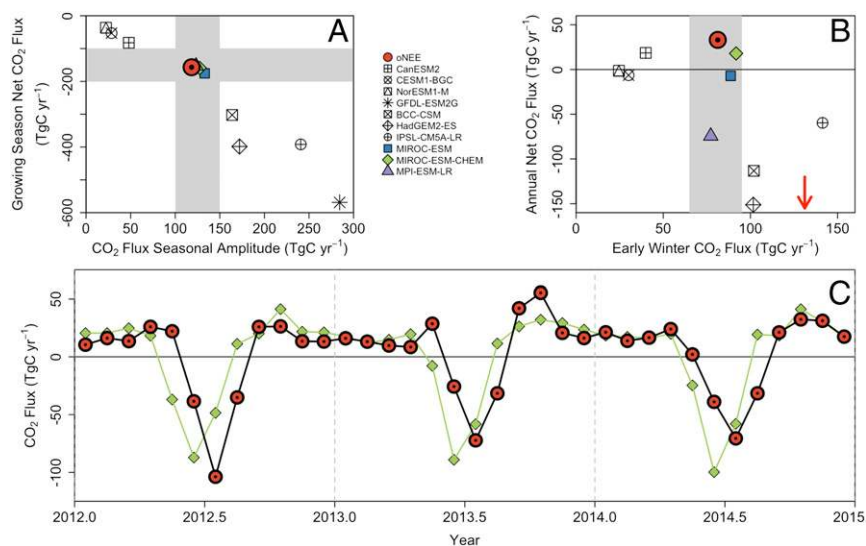 A
Growing Season Net CO₂ Flux
(TgC yr⁻¹)
0
-200
-400
-600
0
50
100
150
200
250
300
CO₂ Flux Seasonal Amplitude (TgC yr⁻¹)
oNEE
CanESM2
CESM1-BGC
NorESM1-M
GFDL-ESM2G
BCC-CSM
HadGEM2-ES
IPSL-CM5A-LR
MIROC-ESM
MIROC-ESM-CHEM
MPI-ESM-LR
B
Annual Net CO₂ Flux (TgC yr⁻¹)
50
0
-50
-100
-150
0
50
100
150
Early Winter CO₂ Flux (TgC yr⁻¹)
C
CO₂ Flux (TgC yr⁻¹)
50
0
-50
-100
2012.0
2012.5
2013.0
2013.5
2014.0
2014.5
2015
Year